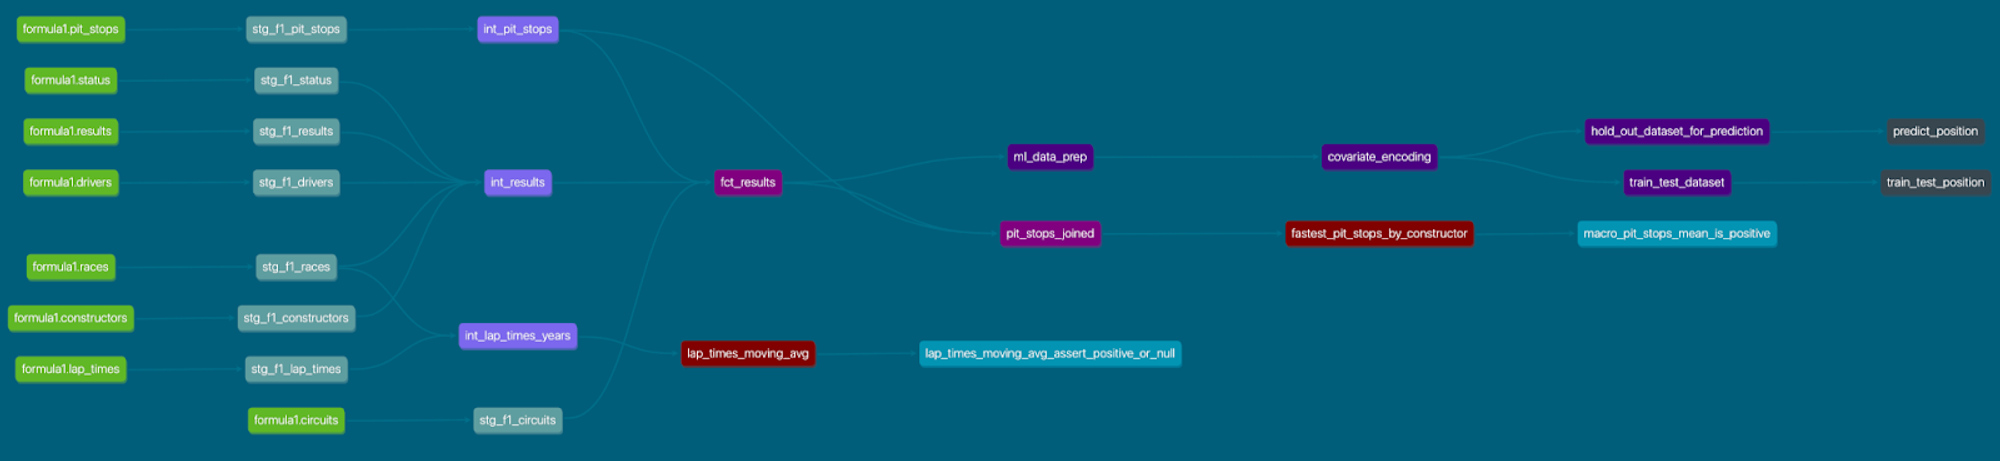 formula1.pit_stops
stg_f1_pit_stops
int_pit_stops
formula1.status
stg_f1_status
formula1.results
stg_f1_results
hold_out_dataset_for_prediction
predict_position
ml_data_prep
covariate_encoding
formula1.drivers
stg_f1_drivers
int_results
fct_results
train_test_dataset
train_test_position
pit_stops_joined
fastest_pit_stops_by_constructor
macro_pit_stops_mean_is_positive
formula1.races
stg_f1_races
formula1.constructors
stg_f1_constructors
int_lap_times_years
lap_times_moving_avg
lap_times_moving_avg_assert_positive_or_null
formula1.lap_times
stg_f1_lap_times
formula1.circuits
stg_f1_circuits